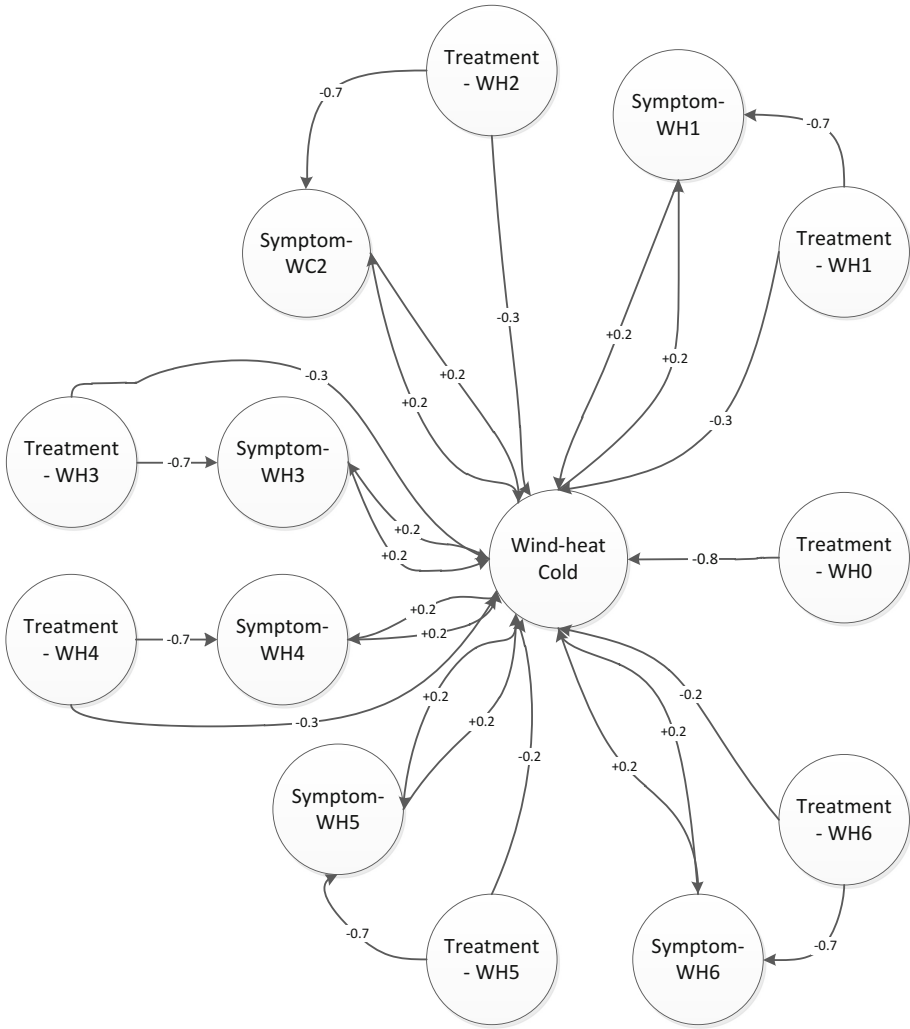 Treatment
- WH2
Symptom-
WH1
-0.7
-0.7
Symptom-
WC2
Treatment
- WH1
-0.3
+0.2
+0.2
-0.3
+0.2
+0.2
-0.3
Treatment
- WH3
-0.7
Symptom-
WH3
+0.2
+0.2
Wind-heat
Cold
-0.8
Treatment
- WH0
Treatment
- WH4
-0.7
Symptom-
WH4
+0.2
+0.2
-0.3
+0.2
+0.2
-0.2
-0.2
+0.2
+0.2
Symptom-
WH5
Treatment
- WH6
-0.7
Treatment
- WH5
Symptom-
WH6
-0.7